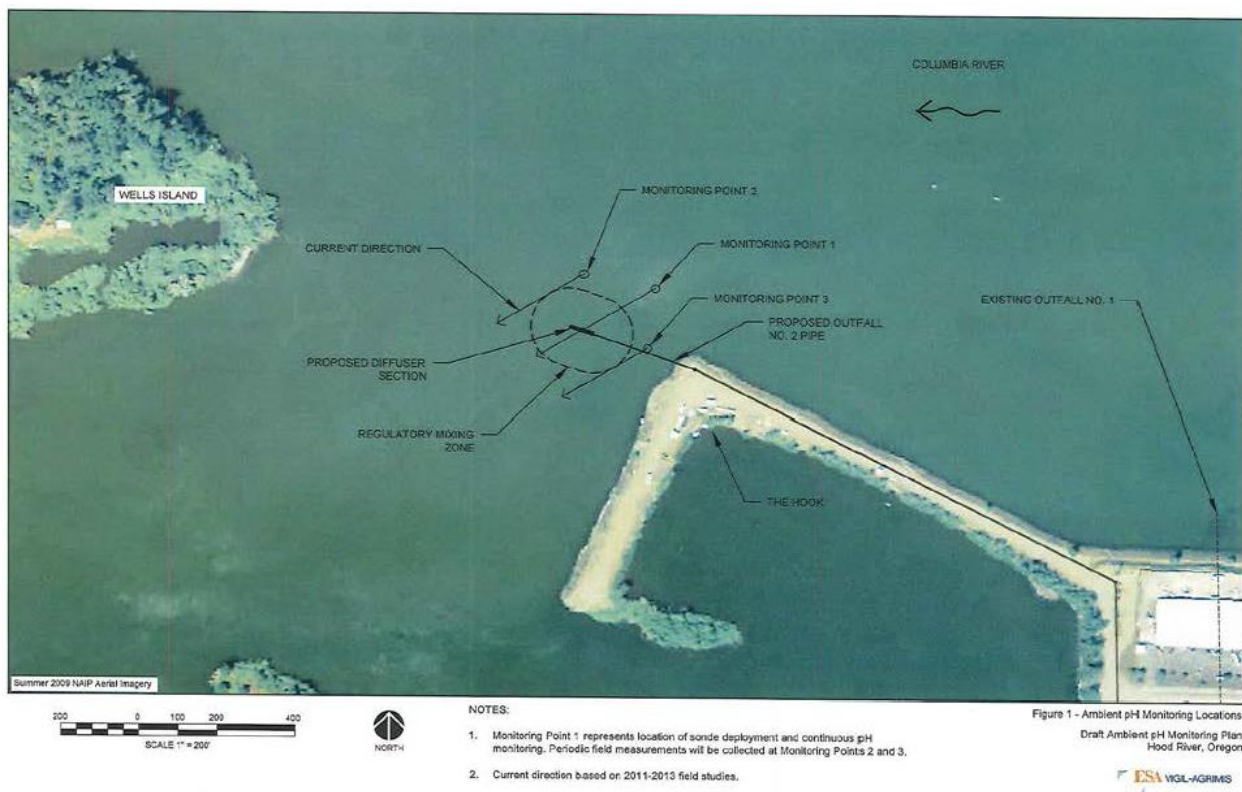 COLUMBIA RIVER
WELLS ISLAND
MONITORING POINT 2
CURRENT DIRECTION
MONITORING POINT 1
MONITORING POINT 3
EXISTING OUTFALL NO. 1
PROPOSED OUTFALL
NO. 2 PIPE
PROPOSED DIFFUSER
SECTION
REGULATORY MIXING
ZONE
THE HOOK
Summer 2009 NAIP Aerial Imagery
200 0 100 200 400
SCALE 1" = 200'
NORTH
NOTES:
1. Monitoring Point 1 represents location of sonde deployment and continuous pH
monitoring. Periodic field measurements will be collected at Monitoring Points 2 and 3.
2. Current direction based on 2011-2013 field studies.
Figure 1 - Ambient pH Monitoring Locations
Draft Ambient pH Monitoring Plan
Hood River, Oregon
ESA VIGIL-AGRIMIS